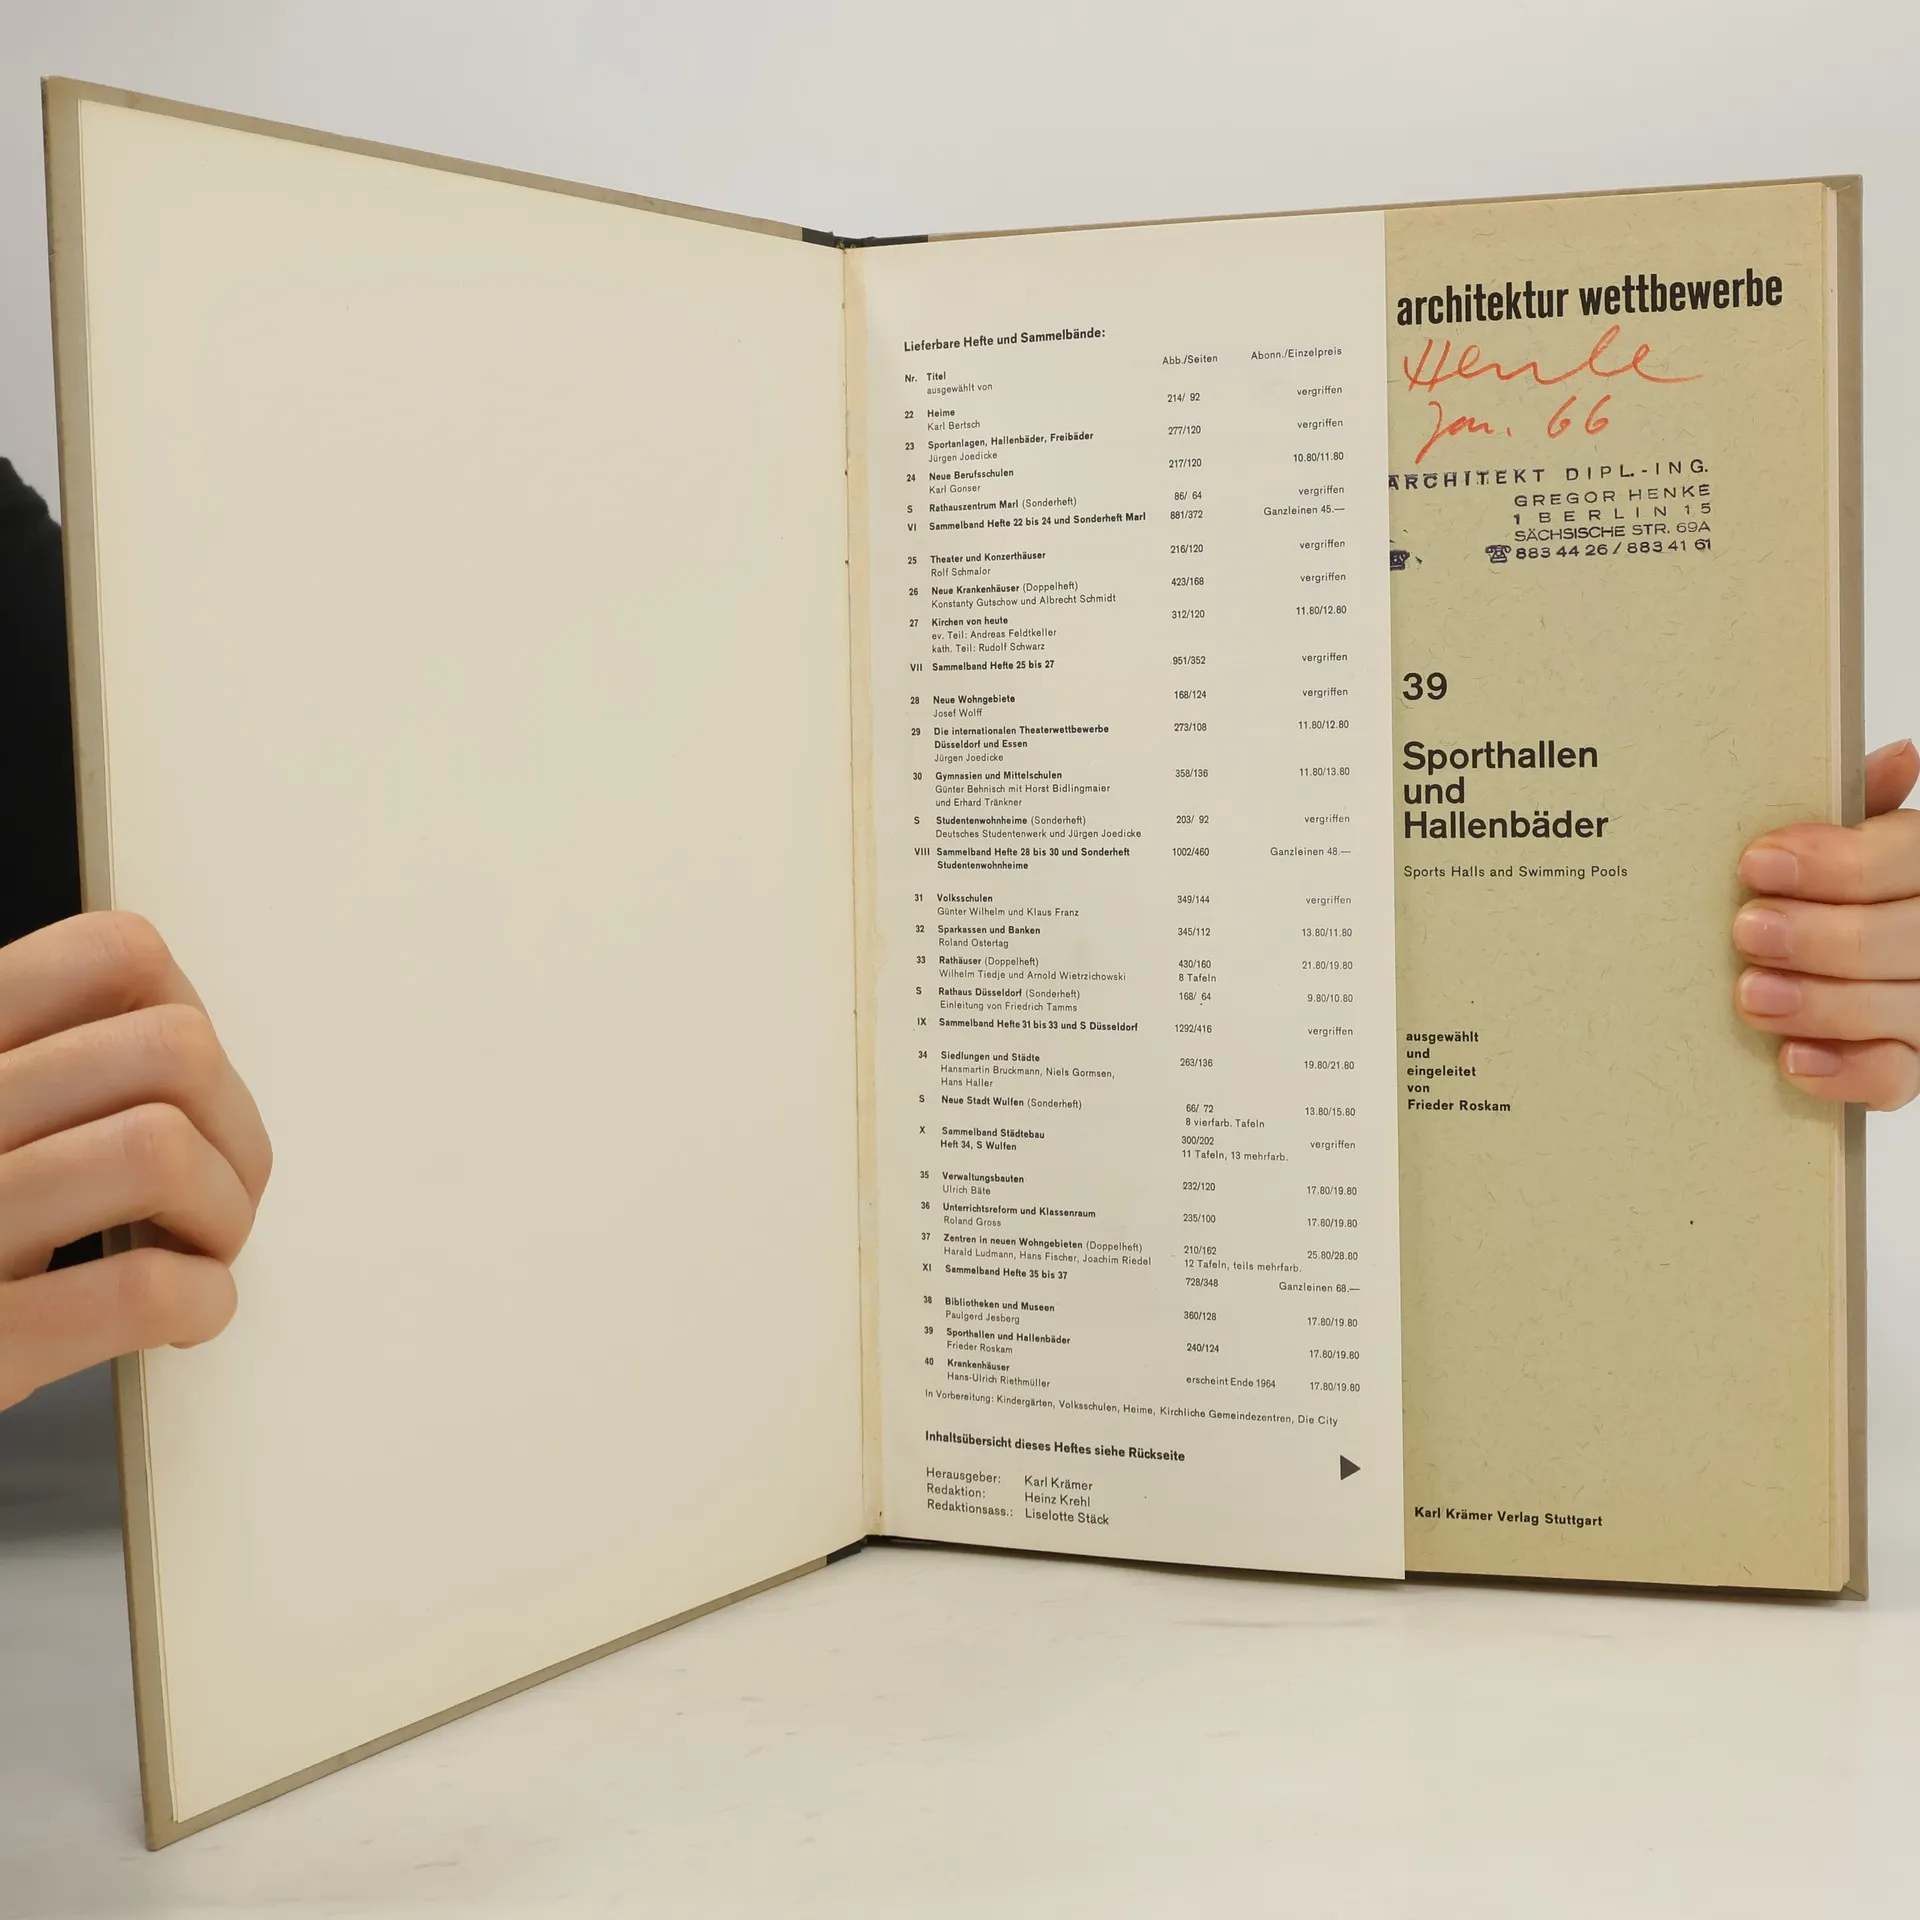 Lieferbare Hefte und Sammelbände:
Nr. Titel Abb./Seiten Abonn./Einzelpreis
ausgewählt von
22 Heime 214/ 92 vergriffen
Karl Bertsch
23 Sportanlagen, Hallenbäder, Freibäder 277/120 vergriffen
Jürgen Joedicke
24 Neue Berufsschulen 217/120 10.80/11.80
Karl Gonser
S Rathauszentrum Marl (Sonderheft) 86/ 64 vergriffen
VI Sammelband Hefte 22 bis 24 und Sonderheft Marl 881/372 Ganzleinen 45.—
25 Theater und Konzerthäuser 216/120 vergriffen
Rolf Schmalor
26 Neue Krankenhäuser (Doppelheft) 423/168 vergriffen
Konstanty Gutschow und Albrecht Schmidt
27 Kirchen von heute 312/120 11.80/12.80
ev. Teil: Andreas Feldtkeller
kath. Teil: Rudolf Schwarz
VII Sammelband Hefte 25 bis 27 951/352 vergriffen
28 Neue Wohngebiete 168/124 vergriffen
Josef Wolff
29 Die internationalen Theaterwettbewerbe 273/108 11.80/12.80
Düsseldorf und Essen
Jürgen Joedicke
30 Gymnasien und Mittelschulen 358/136 11.80/13.80
Günter Behnisch mit Horst Bidlingmaier
und Erhard Tränkner
S Studentenwohnheime (Sonderheft) 203/ 92 vergriffen
Deutsches Studentenwerk und Jürgen Joedicke
VIII Sammelband Hefte 28 bis 30 und Sonderheft 1002/460 Ganzleinen 48.—
Studentenwohnheime
31 Volksschulen 349/144 vergriffen
Günter Wilhelm und Klaus Franz
32 Sparkassen und Banken 345/112 13.80/11.80
Roland Ostertag
33 Rathäuser (Doppelheft) 430/160 21.80/19.80
Wilhelm Tiedje und Arnold Wietrzichowski 8 Tafeln
S Rathaus Düsseldorf (Sonderheft) 168/ 64 9.80/10.80
Einleitung von Friedrich Tamms
IX Sammelband Hefte 31 bis 33 und S Düsseldorf 1292/416 vergriffen
34 Siedlungen und Städte 263/136 19.80/21.80
Hansmartin Bruckmann, Niels Gormsen,
Hans Haller
S Neue Stadt Wulfen (Sonderheft) 66/ 72 13.80/15.80
8 vierfarb. Tafeln
X Sammelband Städtebau 300/202 vergriffen
Heft 34, S Wulfen 11 Tafeln, 13 mehrfarb.
35 Verwaltungsbauten 232/120 17.80/19.80
Ulrich Bäte
36 Unterrichtsreform und Klassenraum 235/100 17.80/19.80
Roland Gross
37 Zentren in neuen Wohngebieten (Doppelheft) 210/162 25.80/28.80
Harald Ludmann, Hans Fischer, Joachim Riedel 12 Tafeln, teils mehrfarb.
XI Sammelband Hefte 35 bis 37 728/348 Ganzleinen 68.—
38 Bibliotheken und Museen 360/128 17.80/19.80
Paulgerd Jesberg
39 Sporthallen und Hallenbäder 240/124 17.80/19.80
Frieder Roskam
40 Krankenhäuser erscheint Ende 1964 17.80/19.80
Hans-Ulrich Riethmüller
In Vorbereitung: Kindergärten, Volksschulen, Heime, Kirchliche Gemeindezentren, Die City
Inhaltsübersicht dieses Heftes siehe Rückseite
Herausgeber: Karl Krämer
Redaktion: Heinz Krehl
Redaktionsass.: Liselotte Stäck
architektur wettbewerbe
Henke
Jan. 66
ARCHITEKT DIPL.-ING.
GREGOR HENKE
1 BERLIN 15
SÄCHSISCHE STR. 69A
☎ 883 44 26 / 883 41 61
39
Sporthallen
und
Hallenbäder
Sports Halls and Swimming Pools
ausgewählt
und
eingeleitet
von
Frieder Roskam
Karl Krämer Verlag Stuttgart